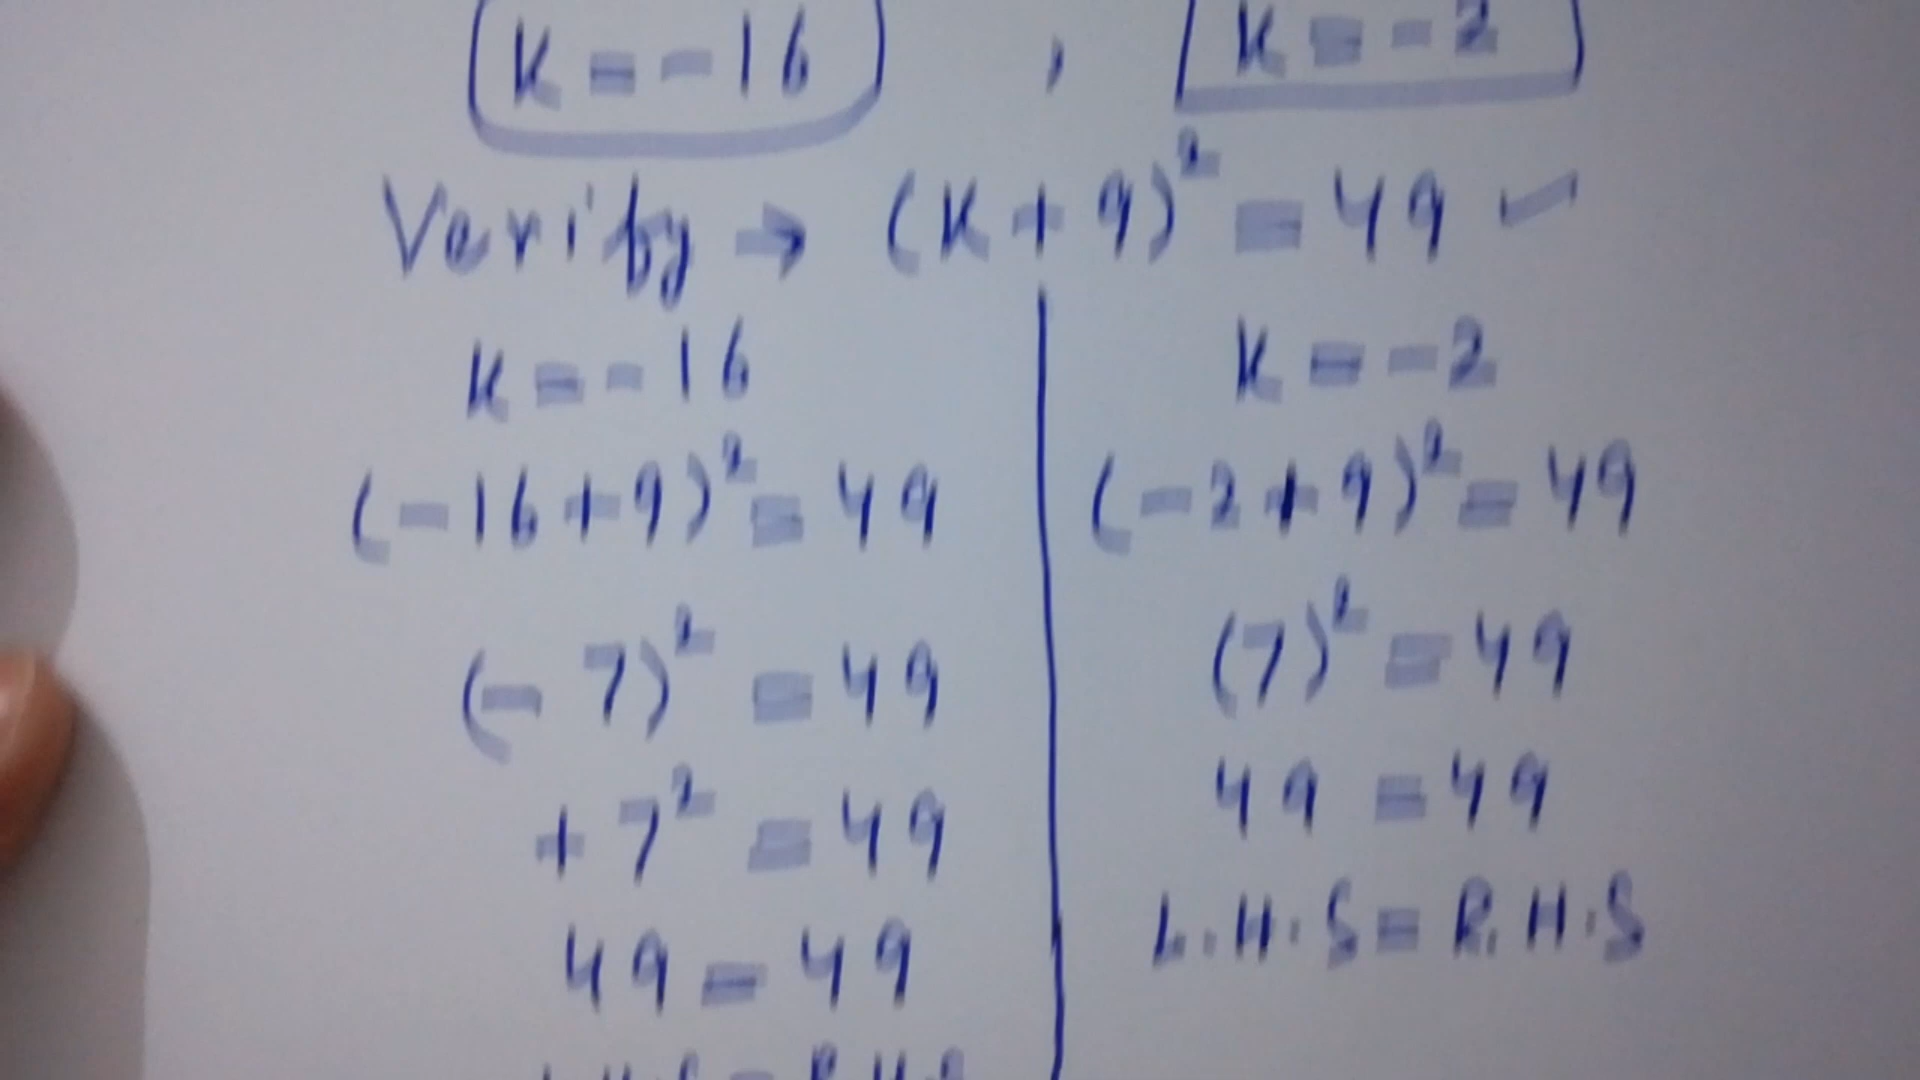 K = -16 , K = -2
Verify → (K+9)² = 49 ✓
K = -16
(-16+9)² = 49
(-7)² = 49
+7² = 49
49 = 49
L.H.S = R.H.S
K = -2
(-2+9)² = 49
(7)² = 49
49 = 49
L.H.S = R.H.S